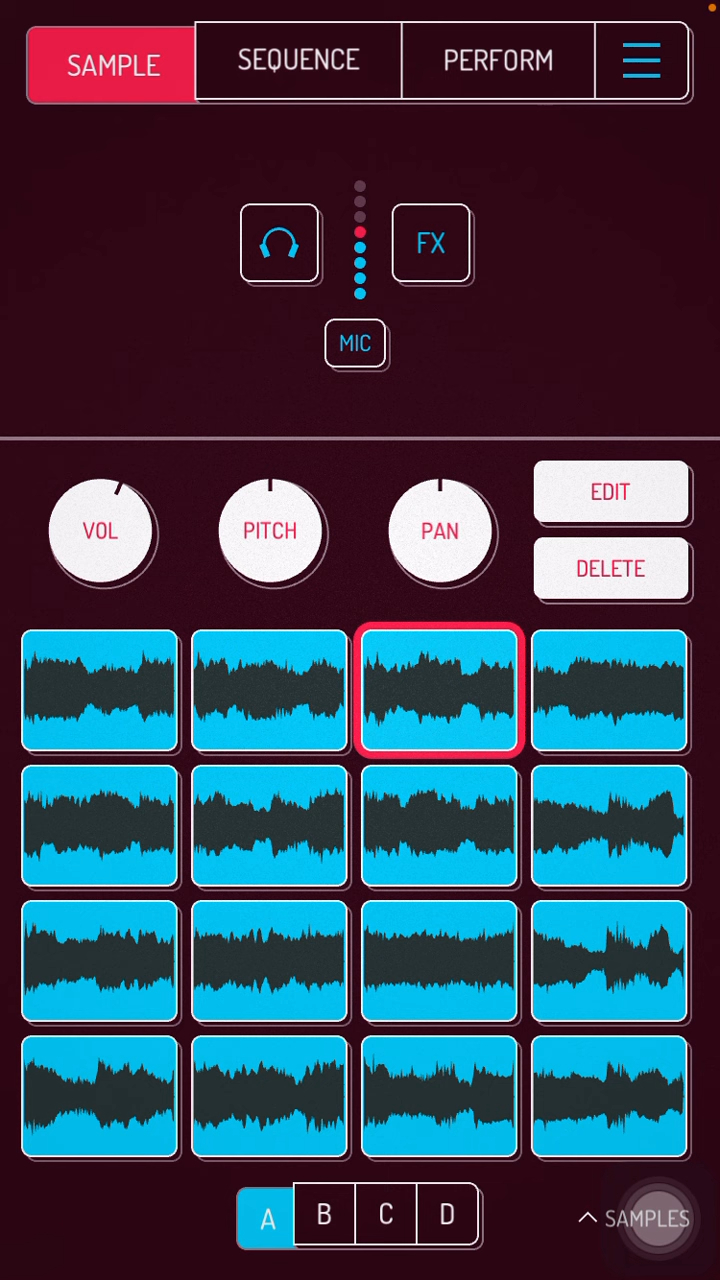 SAMPLE SEQUENCE PERFORM
FX
MIC
VOL PITCH PAN EDIT
DELETE
A B C D SAMPLES